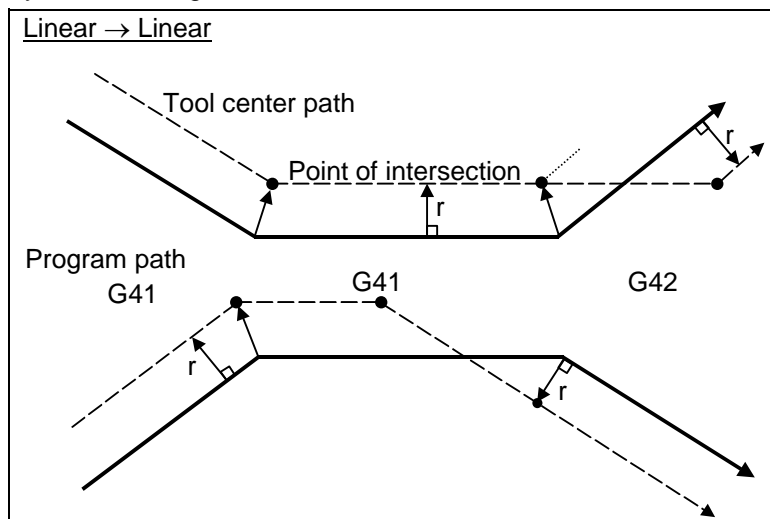 Linear → Linear
Tool center path
r
Point of intersection
r
Program path
G41
G41
G42
r
r